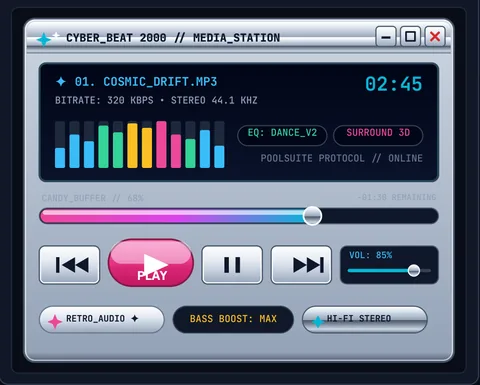 CYBER_BEAT 2000 // MEDIA_STATION
✦ 01. COSMIC_DRIFT.MP3
02:45
BITRATE: 320 KBPS • STEREO 44.1 KHZ
EQ: DANCE_V2
SURROUND 3D
POOLSUITE PROTOCOL // ONLINE
CANDY_BUFFER // 68%
-01:20 REMAINING
PLAY
VOL: 85%
RETRO_AUDIO ✦
BASS BOOST: MAX
HI-FI STEREO